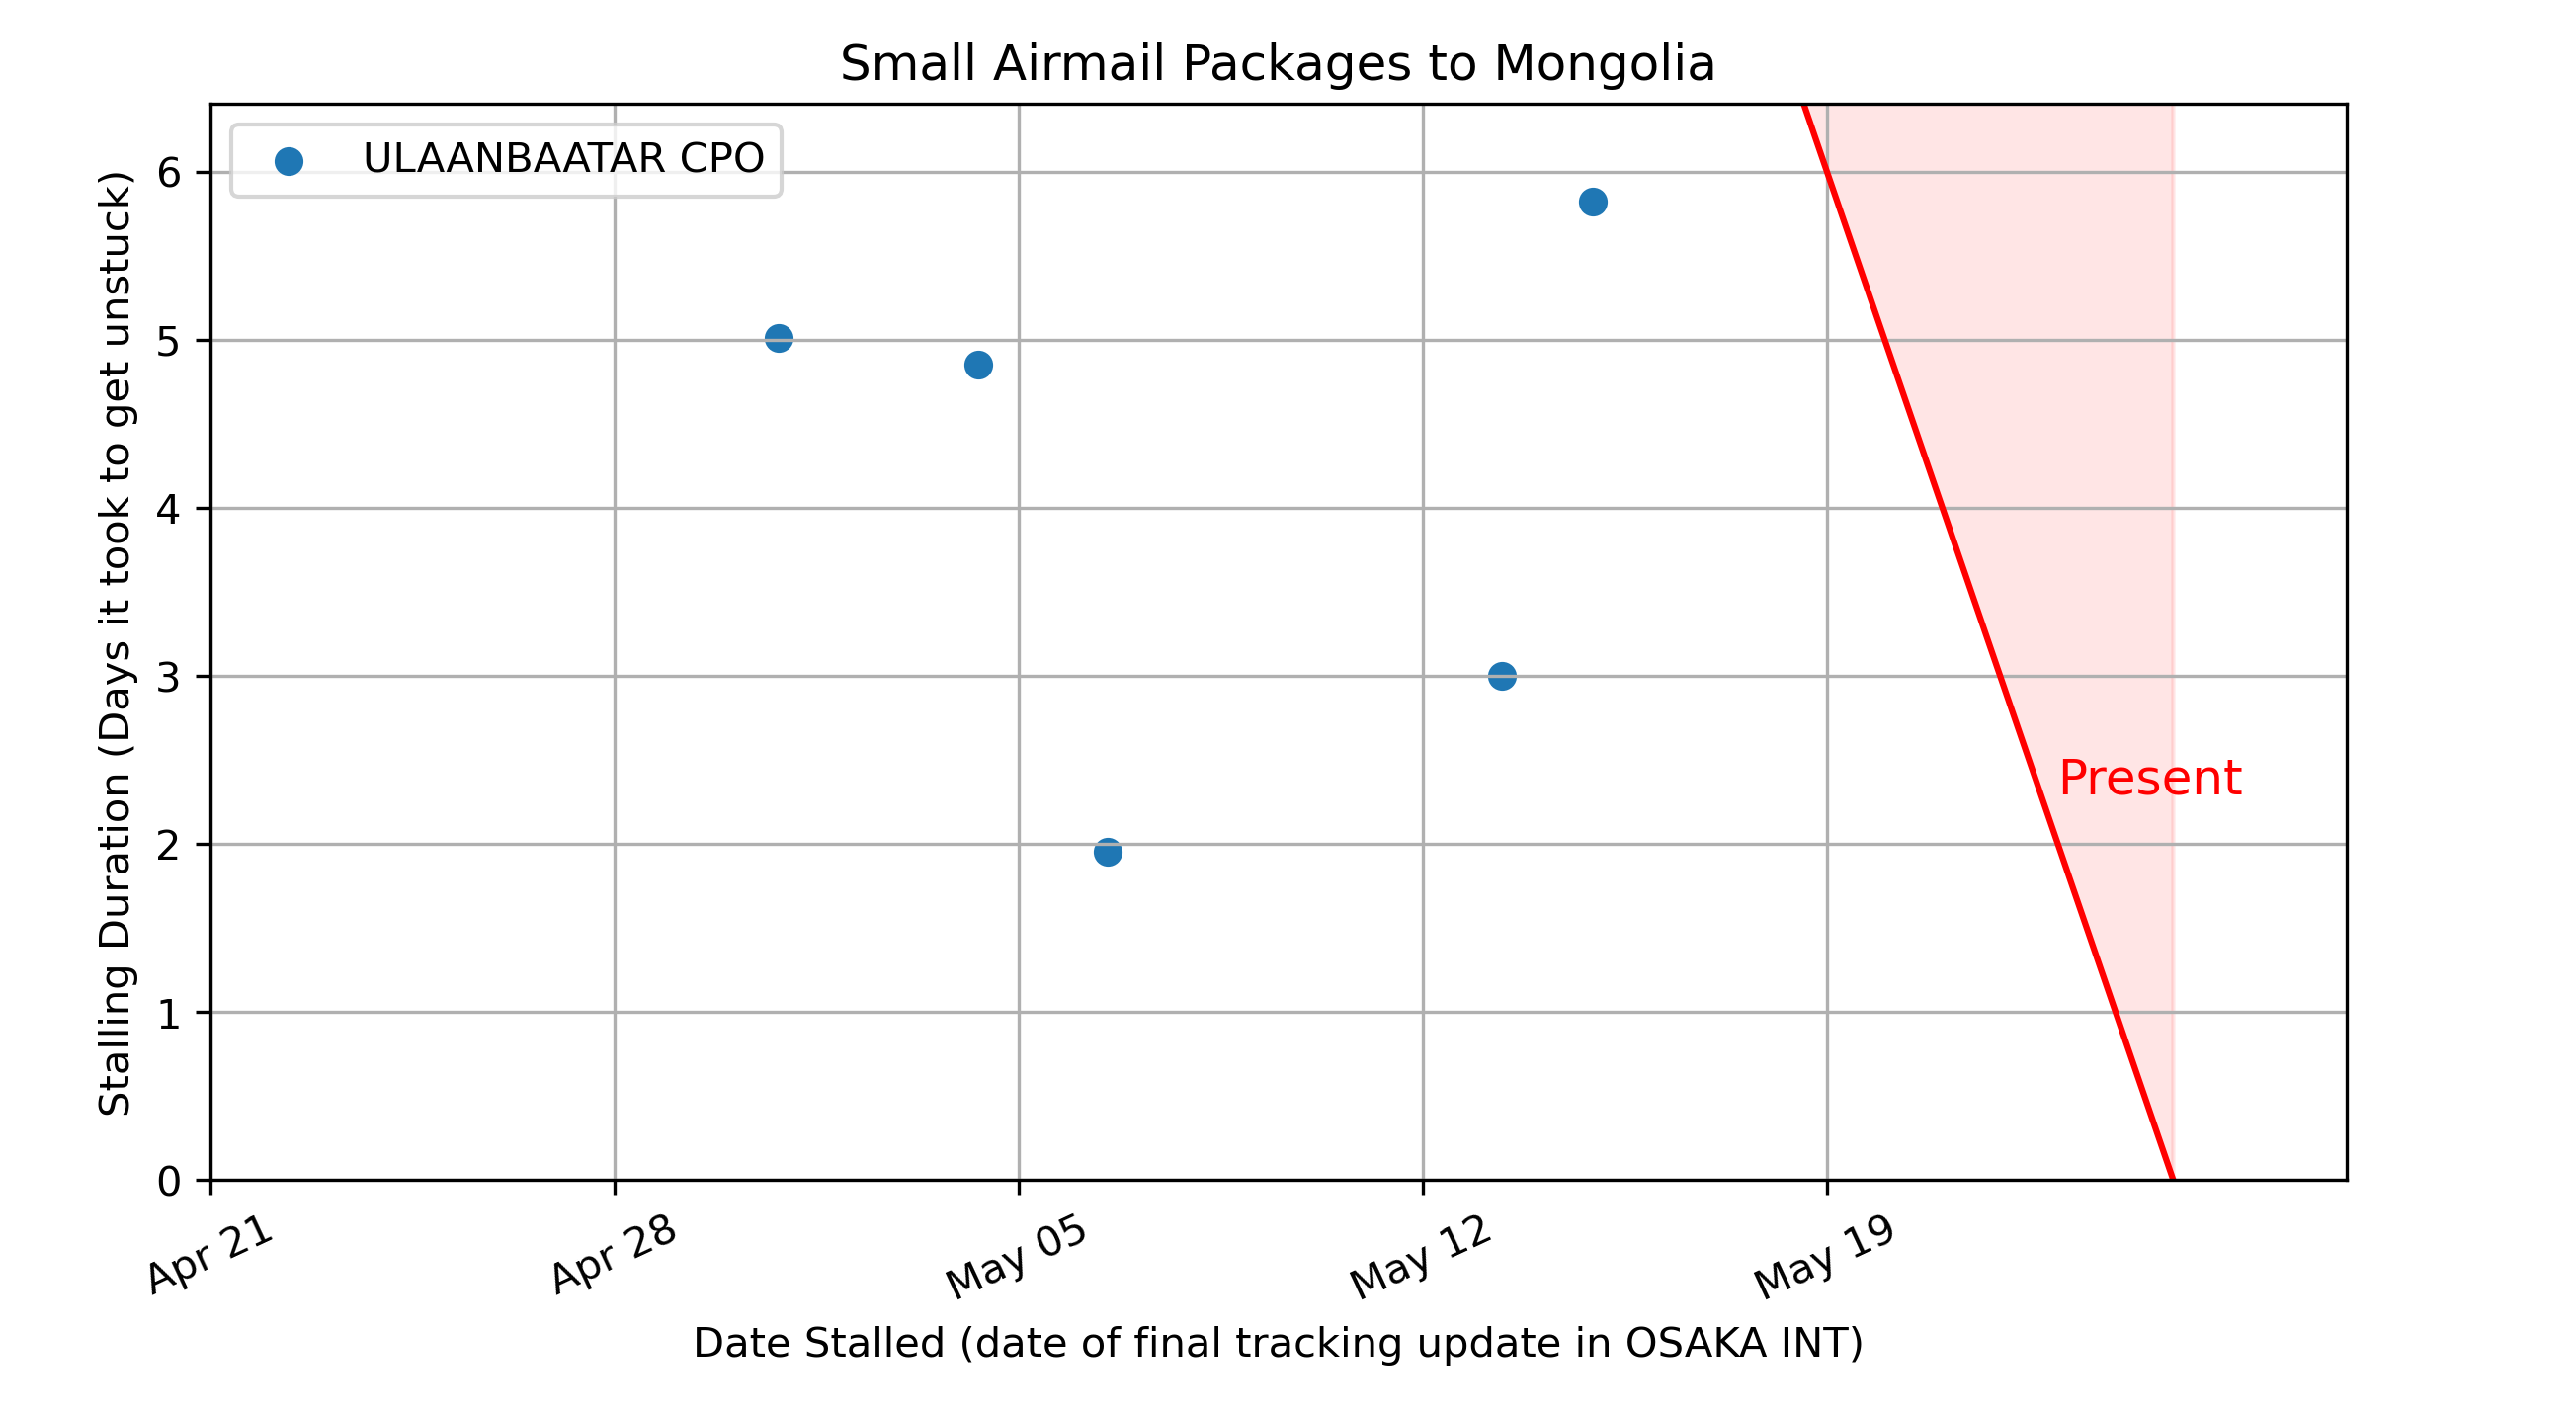 Small Airmail Packages to Mongolia
ULAANBAATAR CPO
Stalling Duration (Days it took to get unstuck)
6
5
4
3
2
1
0
Present
Apr 21
Apr 28
May 05
May 12
May 19
Date Stalled (date of final tracking update in OSAKA INT)